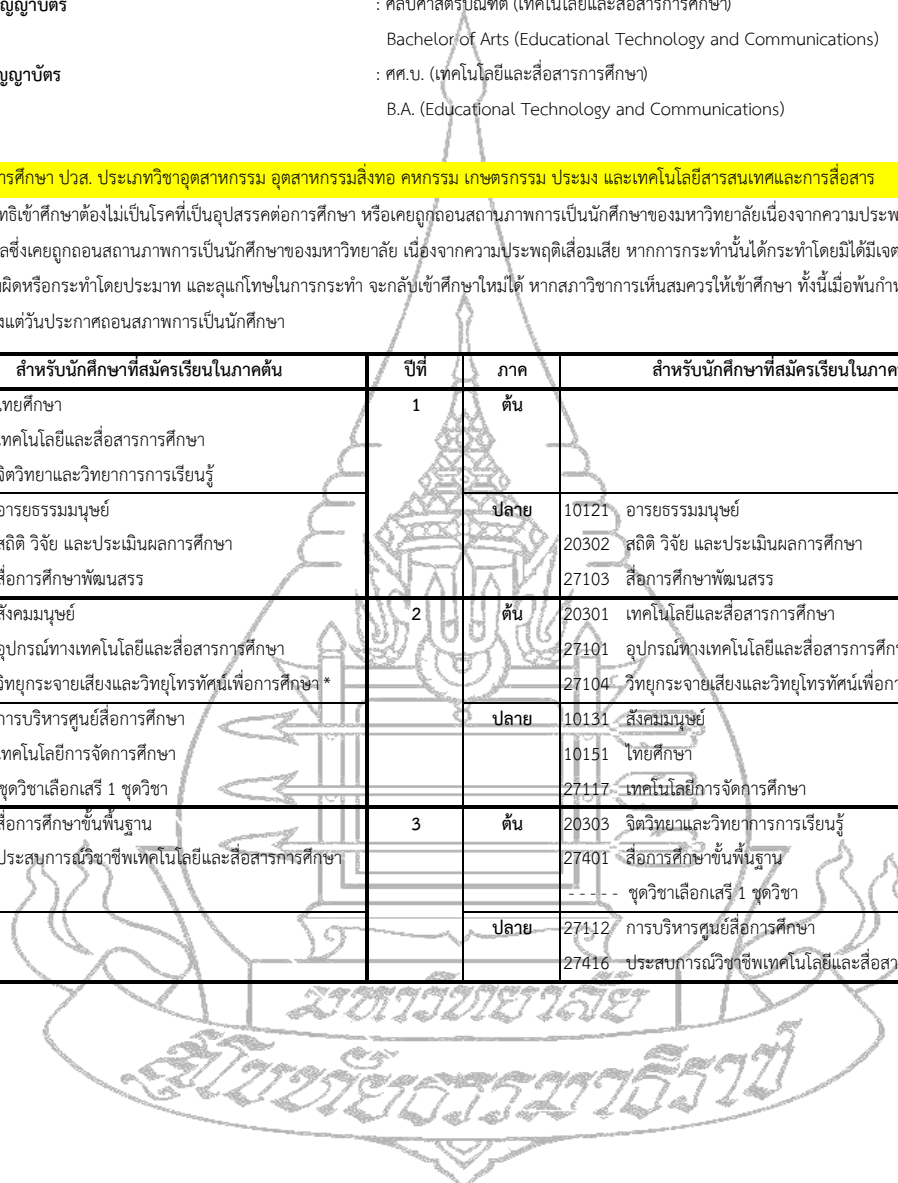 ญญาบัตร : ศิลปศาสตรบัณฑิต (เทคโนโลยีและสื่อสารการศึกษา)
Bachelor of Arts (Educational Technology and Communications)
ญญาบัตร : ศศ.บ. (เทคโนโลยีและสื่อสารการศึกษา)
B.A. (Educational Technology and Communications)
ารศึกษา ปวส. ประเภทวิชาอุตสาหกรรม อุตสาหกรรมสิ่งทอ คหกรรม เกษตรกรรม ประมง และเทคโนโลยีสารสนเทศและการสื่อสาร
ทธิเข้าศึกษาต้องไม่เป็นโรคที่เป็นอุปสรรคต่อการศึกษา หรือเคยถูกถอนสถานภาพการเป็นนักศึกษาของมหาวิทยาลัยเนื่องจากความประพ
ลซึ่งเคยถูกถอนสถานภาพการเป็นนักศึกษาของมหาวิทยาลัย เนื่องจากความประพฤติเสื่อมเสีย หากการกระทำนั้นได้กระทำโดยมิได้มีเจต
ผิดหรือกระทำโดยประมาท และลุแก่โทษในการกระทำ จะกลับเข้าศึกษาใหม่ได้ หากสภาวิชาการเห็นสมควรให้เข้าศึกษา ทั้งนี้เมื่อพ้นกำห
งแต่วันประกาศถอนสภาพการเป็นนักศึกษา
สำหรับนักศึกษาที่สมัครเรียนในภาคต้น ปีที่ ภาค สำหรับนักศึกษาที่สมัครเรียนในภาค
ไทยศึกษา 1 ต้น
เทคโนโลยีและสื่อสารการศึกษา
จิตวิทยาและวิทยาการการเรียนรู้
อารยธรรมมนุษย์ ปลาย 10121 อารยธรรมมนุษย์
สถิติ วิจัย และประเมินผลการศึกษา 20302 สถิติ วิจัย และประเมินผลการศึกษา
สื่อการศึกษาพัฒนสรร 27103 สื่อการศึกษาพัฒนสรร
สังคมมนุษย์ 2 ต้น 20301 เทคโนโลยีและสื่อสารการศึกษา
อุปกรณ์ทางเทคโนโลยีและสื่อสารการศึกษา 27101 อุปกรณ์ทางเทคโนโลยีและสื่อสารการศึก
วิทยุกระจายเสียงและวิทยุโทรทัศน์เพื่อการศึกษา * 27104 วิทยุกระจายเสียงและวิทยุโทรทัศน์เพื่อกา
การบริหารศูนย์สื่อการศึกษา ปลาย 10131 สังคมมนุษย์
เทคโนโลยีการจัดการศึกษา 10151 ไทยศึกษา
ชุดวิชาเลือกเสรี 1 ชุดวิชา 27117 เทคโนโลยีการจัดการศึกษา
สื่อการศึกษาขั้นพื้นฐาน 3 ต้น 20303 จิตวิทยาและวิทยาการการเรียนรู้
ประสบการณ์วิชาชีพเทคโนโลยีและสื่อสารการศึกษา 27401 สื่อการศึกษาขั้นพื้นฐาน
- - - - - ชุดวิชาเลือกเสรี 1 ชุดวิชา
ปลาย 27112 การบริหารศูนย์สื่อการศึกษา
27416 ประสบการณ์วิชาชีพเทคโนโลยีและสื่อสา
มหาวิทยาลัย
สุโขทัยธรรมาธิราช